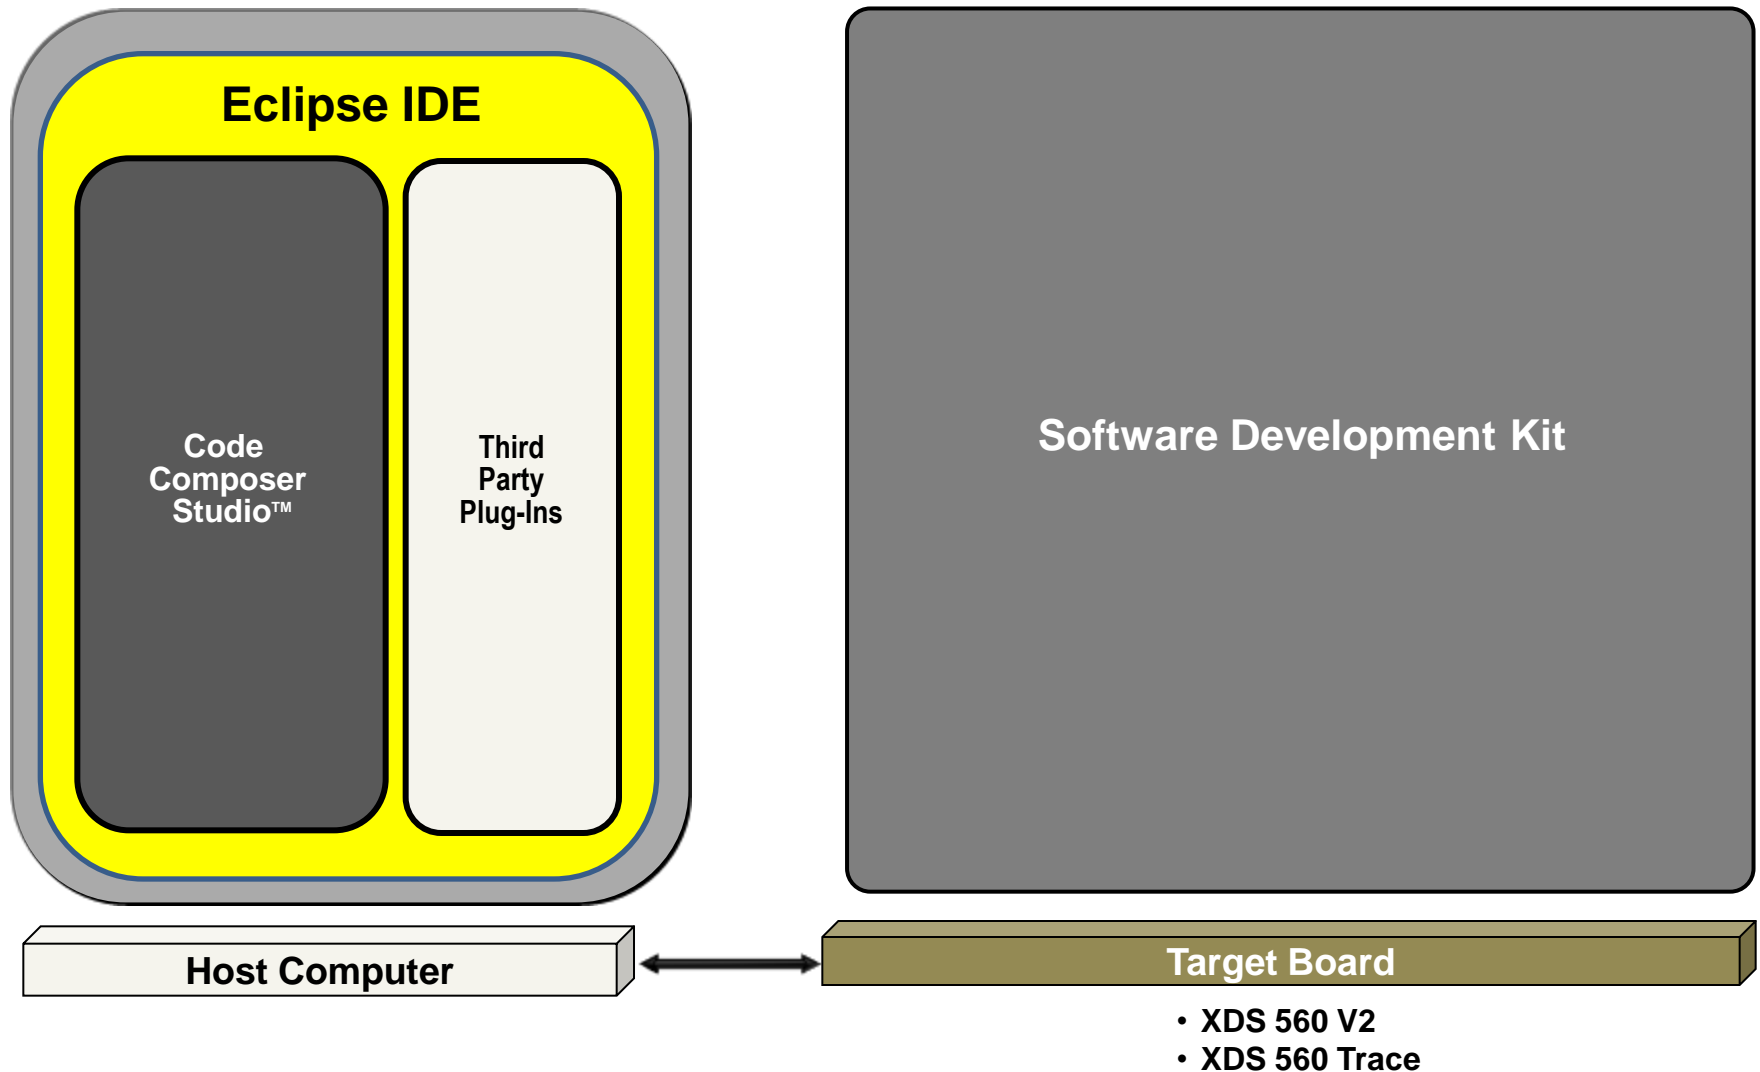 Eclipse IDE
Code
Composer
Studio™
Third
Party
Plug-Ins
Software Development Kit
Host Computer
Target Board
• XDS 560 V2
• XDS 560 Trace